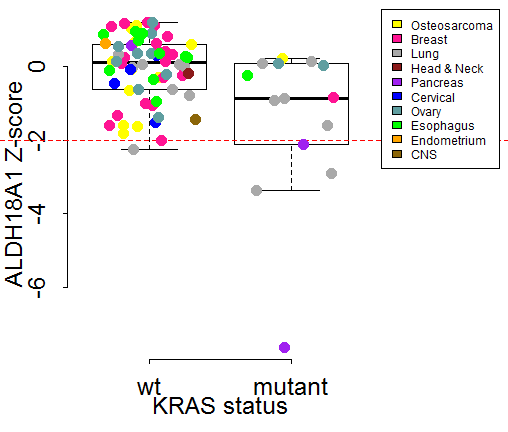 Osteosarcoma
Breast
Lung
Head & Neck
Pancreas
Cervical
Ovary
Esophagus
Endometrium
CNS
ALDH18A1 Z-score
0
-2
-4
-6
wt mutant
KRAS status